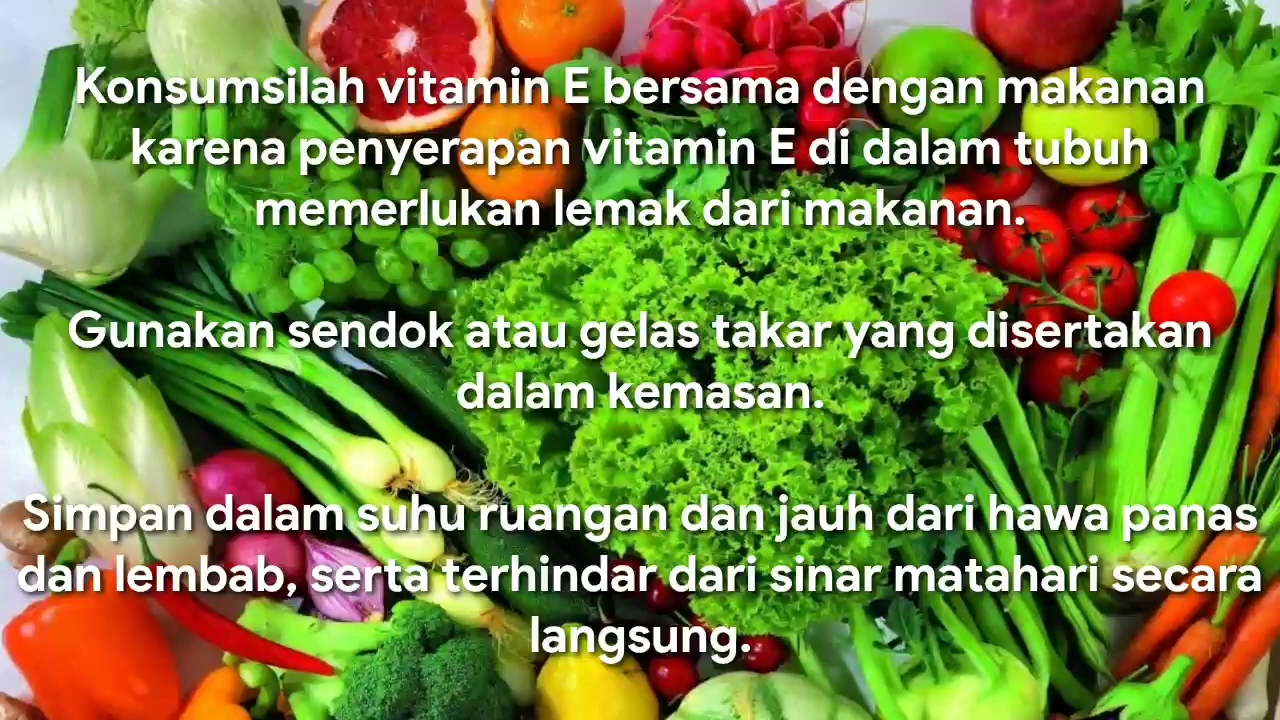 Konsumsilah vitamin E bersama dengan makanan
karena penyerapan vitamin E di dalam tubuh
memerlukan lemak dari makanan.
Gunakan sendok atau gelas takar yang disertakan
dalam kemasan.
Simpan dalam suhu ruangan dan jauh dari hawa panas
dan lembab, serta terhindar dari sinar matahari secara
langsung.